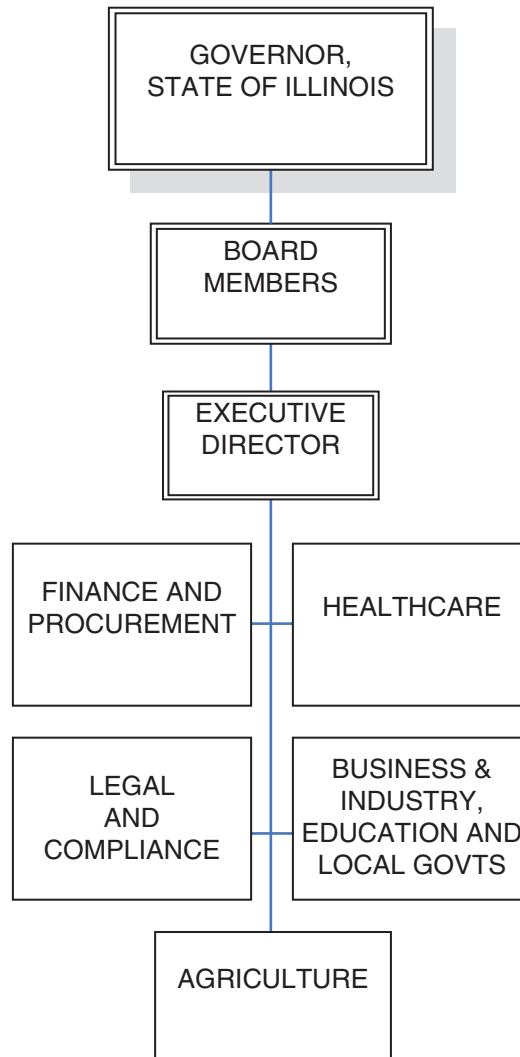 GOVERNOR,
STATE OF ILLINOIS
BOARD
MEMBERS
EXECUTIVE
DIRECTOR
FINANCE AND
PROCUREMENT
HEALTHCARE
LEGAL
AND
COMPLIANCE
BUSINESS &
INDUSTRY,
EDUCATION AND
LOCAL GOVTS
AGRICULTURE